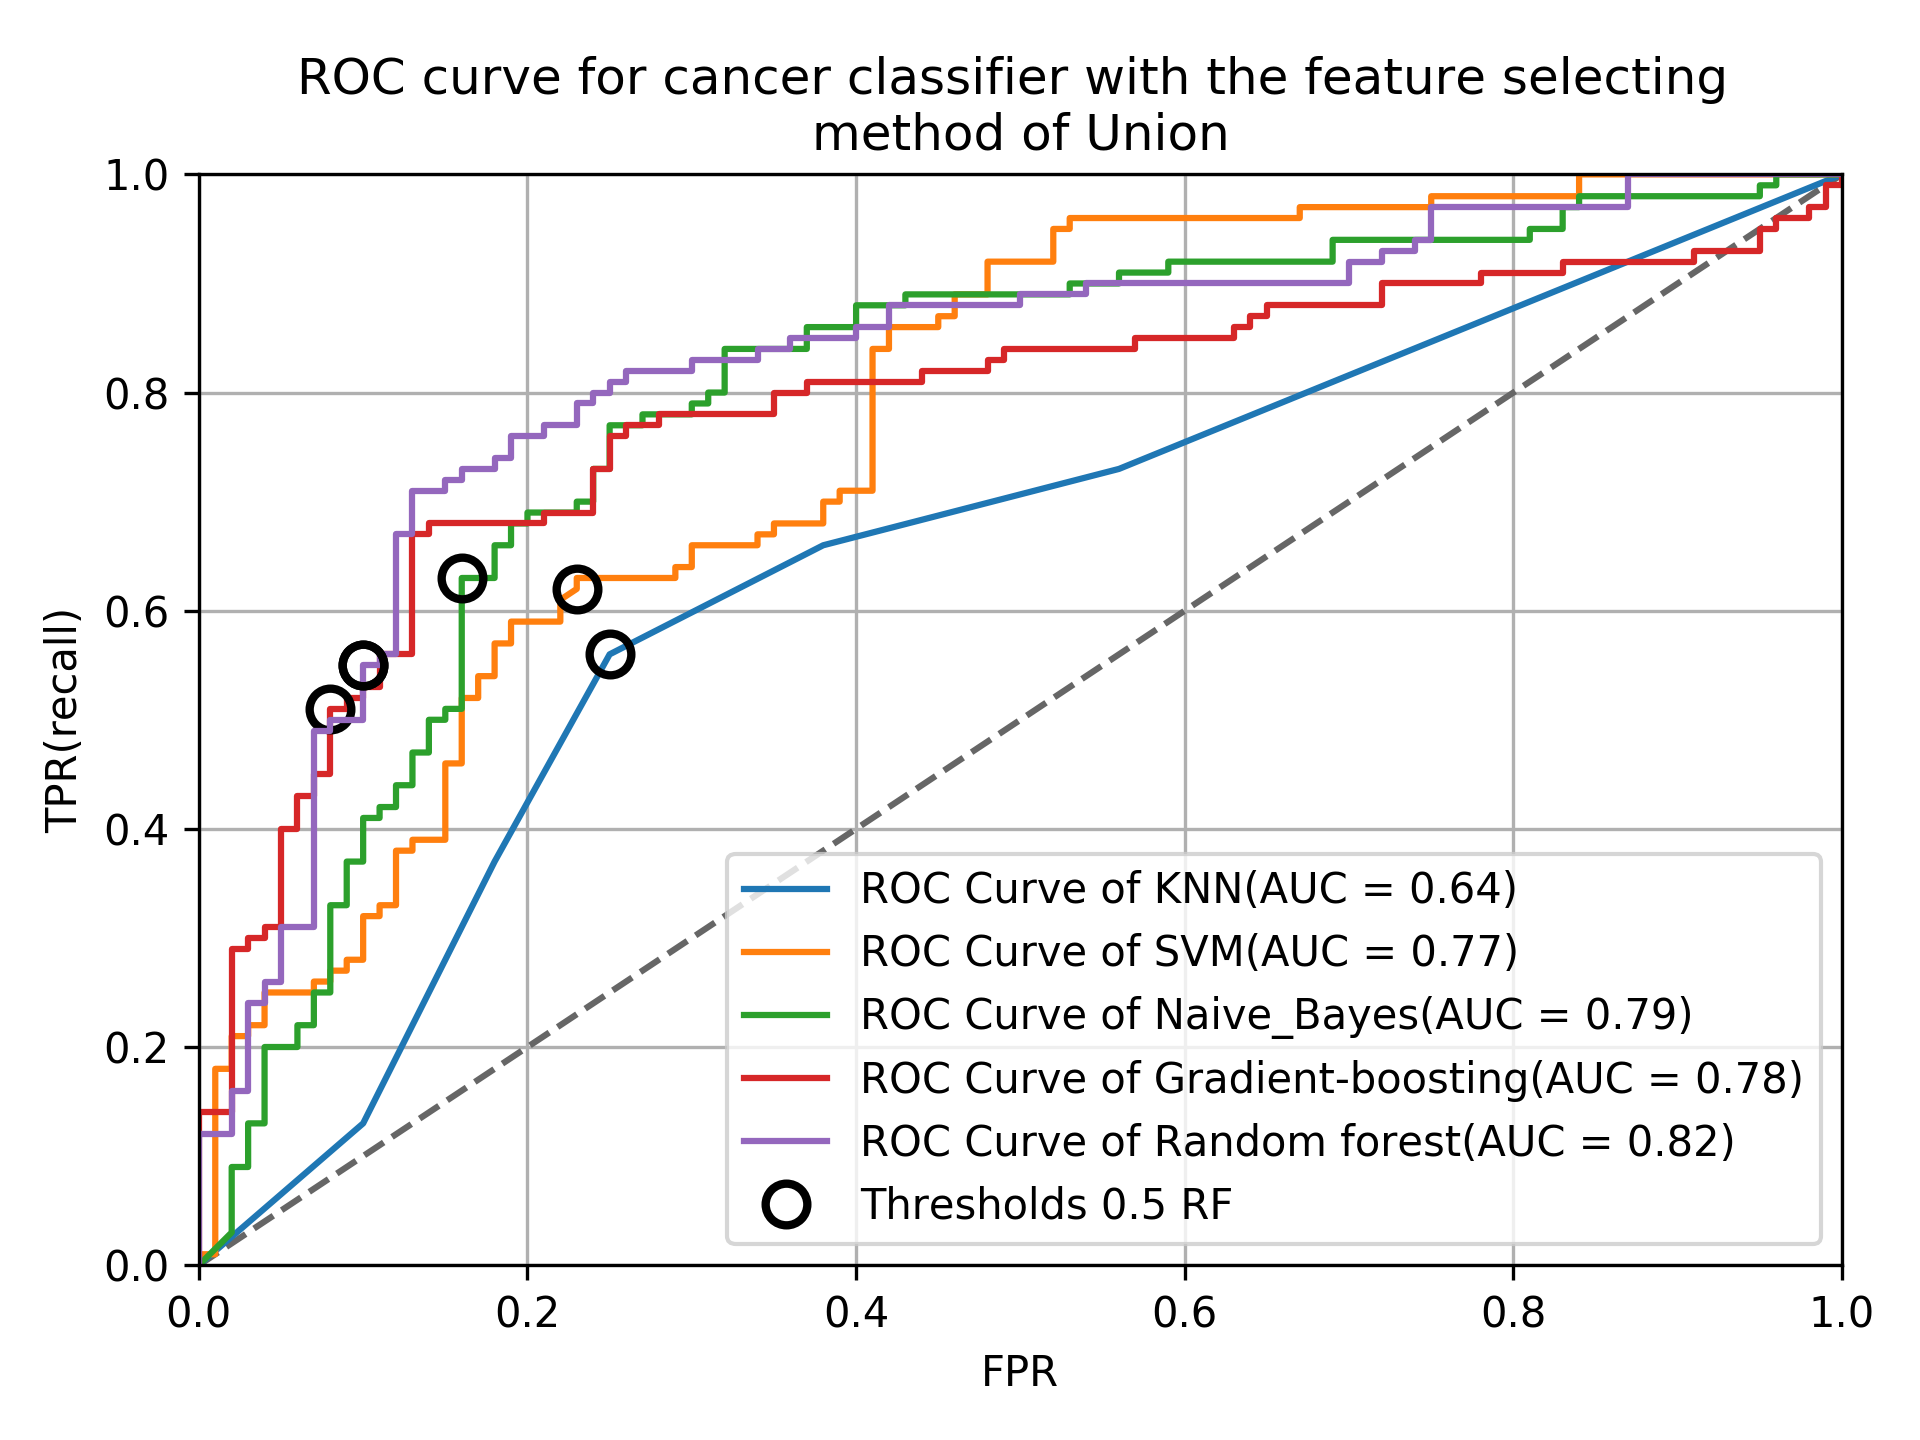 ROC curve for cancer classifier with the feature selecting
method of Union
1.0
0.8
0.6
0.4
0.2
0.0
TPR(recall)
ROC Curve of KNN(AUC = 0.64)
ROC Curve of SVM(AUC = 0.77)
ROC Curve of Naive_Bayes(AUC = 0.79)
ROC Curve of Gradient-boosting(AUC = 0.78)
ROC Curve of Random forest(AUC = 0.82)
Thresholds 0.5 RF
0.0 0.2 0.4 0.6 0.8 1.0
FPR